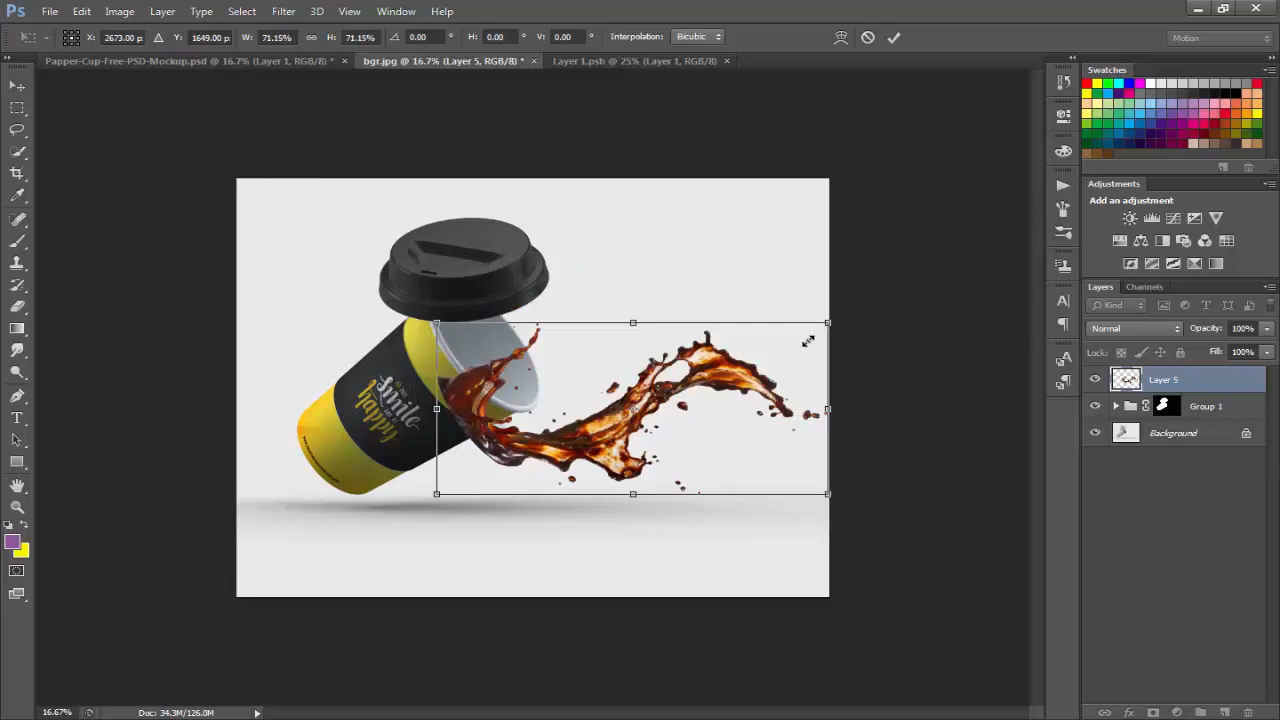 Ps File Edit Image Layer Type Select Filter 3D View Window Help
X: 2673.00 p Y: 1649.00 p W: 71.15% H: 71.15% 0.00 ° H: 0.00 ° V: 0.00 ° Interpolation: Bicubic Motion
Papper-Cup-Free-PSD-Mockup.psd @ 16.7% (Layer 1, RGB/8) * × bgr.jpg @ 16.7% (Layer 5, RGB/8) * × Layer 1.psb @ 25% (Layer 1, RGB/8) ×
Swatches
Adjustments
Add an adjustment
Layers Channels
Kind
Normal Opacity: 100%
Lock: Fill: 100%
Layer 5
Group 1
Background
Smile
happy
16.67% Doc: 34.3M/126.0M